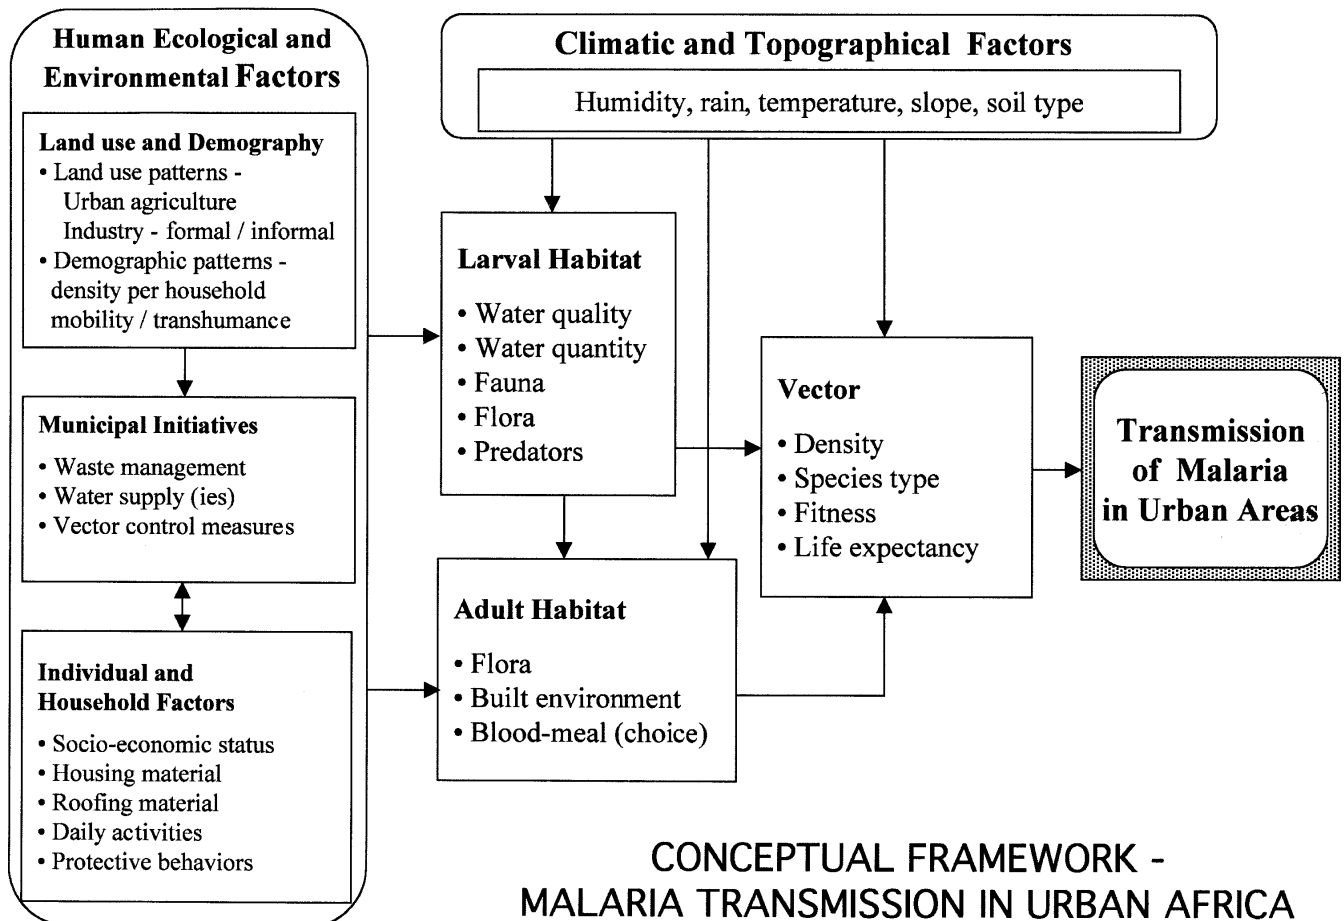 Human Ecological and
Environmental Factors
Land use and Demography
• Land use patterns -
Urban agriculture
Industry - formal / informal
• Demographic patterns -
density per household
mobility / transhumance
Municipal Initiatives
• Waste management
• Water supply (ies)
• Vector control measures
Individual and
Household Factors
• Socio-economic status
• Housing material
• Roofing material
• Daily activities
• Protective behaviors
Climatic and Topographical Factors
Humidity, rain, temperature, slope, soil type
Larval Habitat
• Water quality
• Water quantity
• Fauna
• Flora
• Predators
Adult Habitat
• Flora
• Built environment
• Blood-meal (choice)
Vector
• Density
• Species type
• Fitness
• Life expectancy
Transmission
of Malaria
in Urban Areas
CONCEPTUAL FRAMEWORK -
MALARIA TRANSMISSION IN URBAN AFRICA